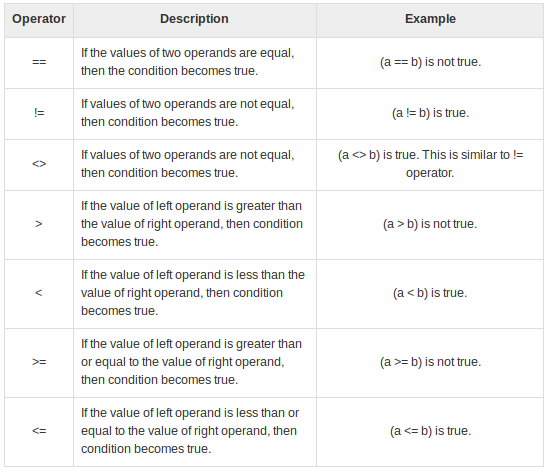 Operator Description Example
== If the values of two operands are equal, then the condition becomes true. (a == b) is not true.
!= If values of two operands are not equal, then condition becomes true. (a != b) is true.
<> If values of two operands are not equal, then condition becomes true. (a <> b) is true. This is similar to != operator.
> If the value of left operand is greater than the value of right operand, then condition becomes true. (a > b) is not true.
< If the value of left operand is less than the value of right operand, then condition becomes true. (a < b) is true.
>= If the value of left operand is greater than or equal to the value of right operand, then condition becomes true. (a >= b) is not true.
<= If the value of left operand is less than or equal to the value of right operand, then condition becomes true. (a <= b) is true.